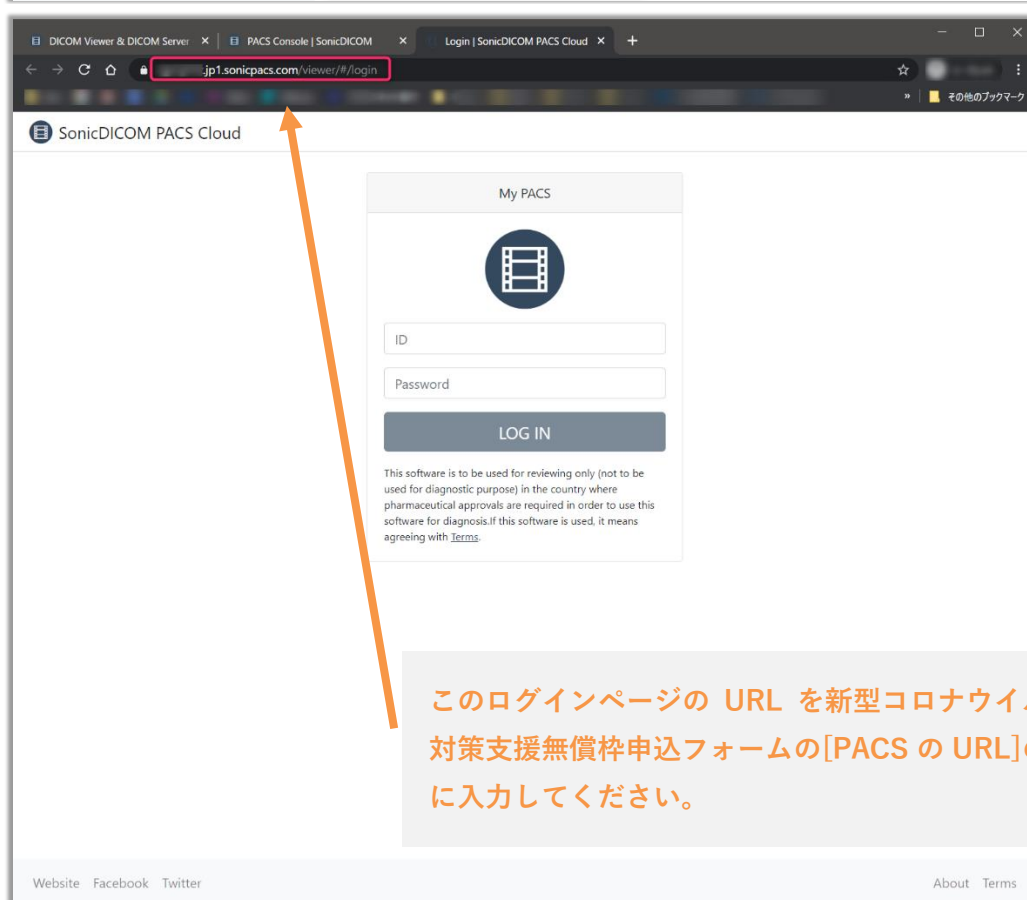 DICOM Viewer & DICOM Server
PACS Console | SonicDICOM
Login | SonicDICOM PACS Cloud
.jp1.sonicpacs.com/viewer/#/login
その他のブックマーク
SonicDICOM PACS Cloud
My PACS
ID
Password
LOG IN
This software is to be used for reviewing only (not to be
used for diagnostic purpose) in the country where
pharmaceutical approvals are required in order to use this
software for diagnosis.If this software is used, it means
agreeing with Terms.
このログインページの URL を新型コロナウイ
対策支援無償枠申込フォームの[PACS の URL]
に入力してください。
Website Facebook Twitter
About Terms